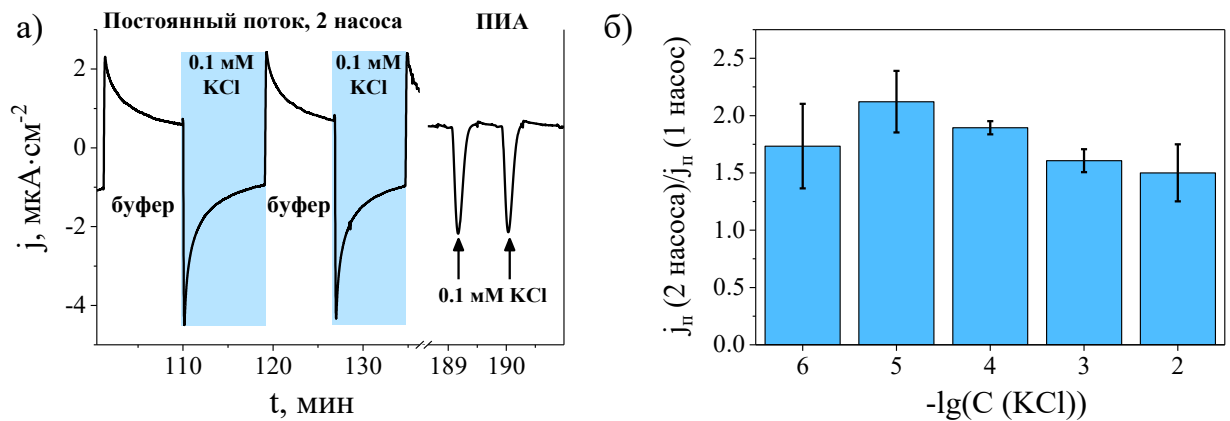 а)
Постоянный поток, 2 насоса
ПИА
0.1 мМ
KCl
0.1 мМ
KCl
буфер
буфер
0.1 мМ KCl
2
0
-2
-4
j, мкА·см⁻²
110
120
130
189
190
t, мин
б)
2.5
2.0
1.5
1.0
0.5
0.0
jп (2 насоса)/jп (1 насос)
6
5
4
3
2
-lg(C (KCl))